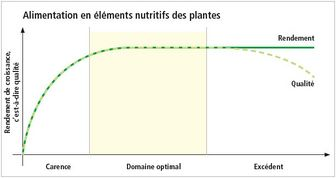 Alimentation en éléments nutritifs des plantes
Rendement de croissance,
c'est-à-dire qualité
Rendement
Qualité
Carence
Domaine optimal
Excédent